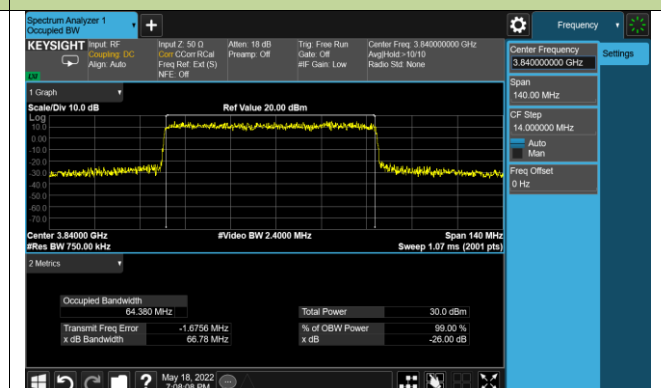 Spectrum Analyzer 1
Occupied BW
Frequency
KEYSIGHT
Input: RF
Coupling: DC
Align: Auto
Input Z: 50 Ω
Corr CCorr RCal
Freq Ref: Ext (S)
NFE: Off
Atten: 18 dB
Preamp: Off
Trig: Free Run
Gate: Off
#IF Gain: Low
Center Freq: 3.840000000 GHz
Avg|Hold:>10/10
Radio Std: None
LW
Center Frequency
3.840000000 GHz
Settings
Span
140.00 MHz
CF Step
14.000000 MHz
Auto
Man
Freq Offset
0 Hz
1 Graph
Scale/Div 10.0 dB
Ref Value 20.00 dBm
Log
10.0
0.00
-10.0
-20.0
-30.0
-40.0
-50.0
-60.0
-70.0
Center 3.84000 GHz
#Video BW 2.4000 MHz
Span 140 MHz
#Res BW 750.00 kHz
Sweep 1.07 ms (2001 pts)
2 Metrics
Occupied Bandwidth
64.380 MHz
Total Power
30.0 dBm
Transmit Freq Error
-1.6756 MHz
% of OBW Power
99.00 %
x dB Bandwidth
66.78 MHz
x dB
-26.00 dB
?
May 18, 2022
7:08:08 PM